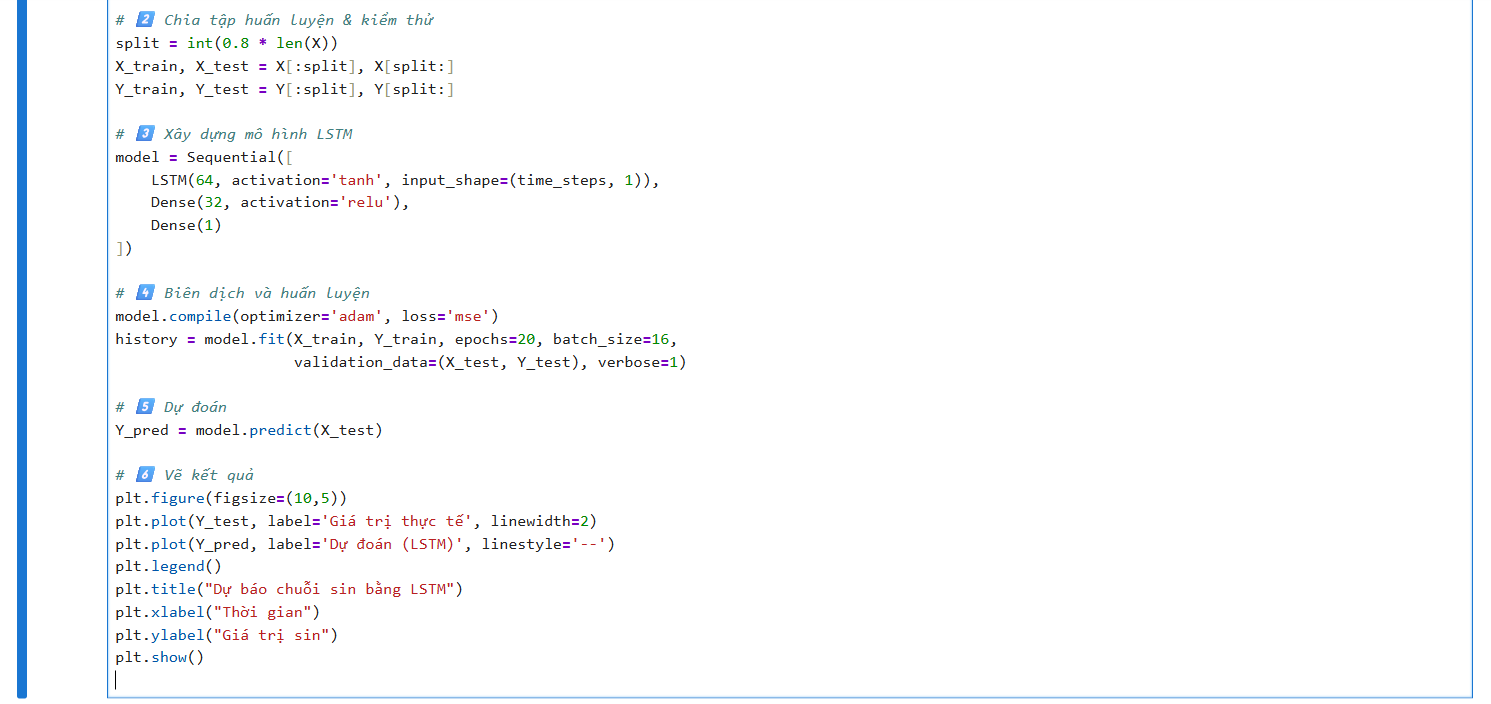 # 2️⃣ Chia tập huấn luyện & kiểm thử
split = int(0.8 * len(X))
X_train, X_test = X[:split], X[split:]
Y_train, Y_test = Y[:split], Y[split:]

# 3️⃣ Xây dựng mô hình LSTM
model = Sequential([
    LSTM(64, activation='tanh', input_shape=(time_steps, 1)),
    Dense(32, activation='relu'),
    Dense(1)
])

# 4️⃣ Biên dịch và huấn luyện
model.compile(optimizer='adam', loss='mse')
history = model.fit(X_train, Y_train, epochs=20, batch_size=16,
                    validation_data=(X_test, Y_test), verbose=1)

# 5️⃣ Dự đoán
Y_pred = model.predict(X_test)

# 6️⃣ Vẽ kết quả
plt.figure(figsize=(10,5))
plt.plot(Y_test, label='Giá trị thực tế', linewidth=2)
plt.plot(Y_pred, label='Dự đoán (LSTM)', linestyle='--')
plt.legend()
plt.title("Dự báo chuỗi sin bằng LSTM")
plt.xlabel("Thời gian")
plt.ylabel("Giá trị sin")
plt.show()